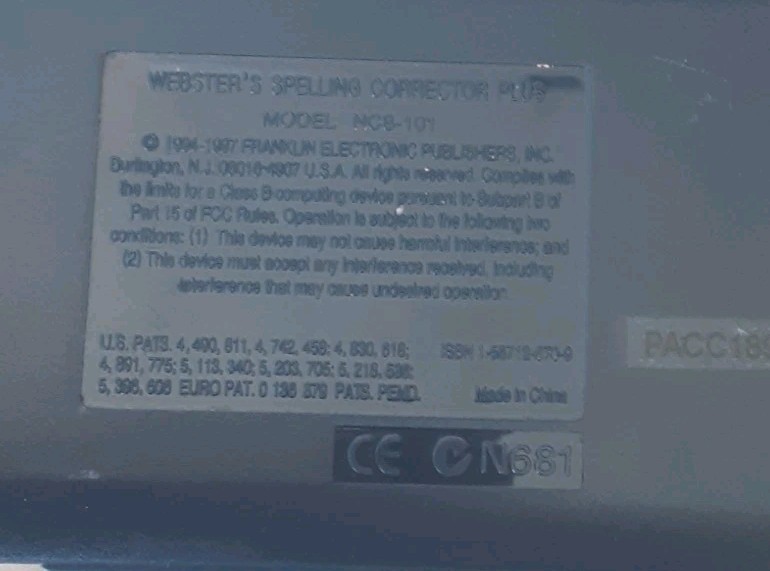 WEBSTER'S SPELLING CORRECTOR PLUS
MODEL NCS-101
© 1994-1997 FRANKLIN ELECTRONIC PUBLISHERS, INC.
Burlington, N.J. 08016-4907 U.S.A. All rights reserved. Complies with
the limits for a Class B computing device pursuant to Subpart B of
Part 15 of FCC Rules. Operation is subject to the following two
conditions: (1) This device may not cause harmful interference; and
(2) This device must accept any interference received, including
interference that may cause undesired operation
U.S. PATS. 4, 490, 811, 4, 742, 456; 4, 830, 618;
ISBN
4, 891, 775; 5, 113, 340; 5, 203, 705; 5, 218,
5, 396, 606 EURO PAT. 0 136 379 PATS. PEND.
Made in China
PACC18
CE N681